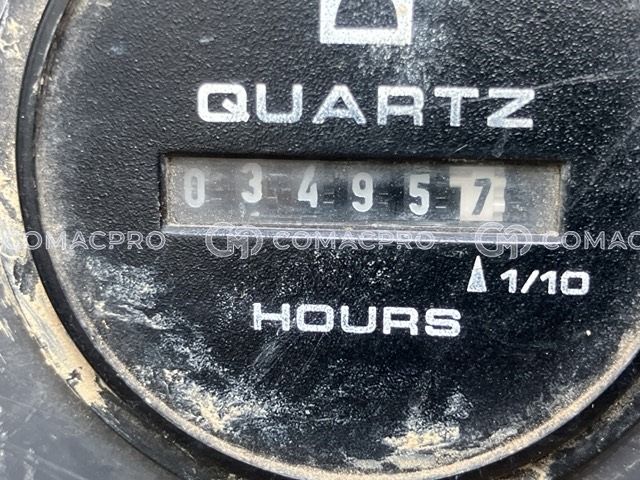 QUARTZ
034957
COMACPRO COMACPRO COMACPRO
1/10
HOURS